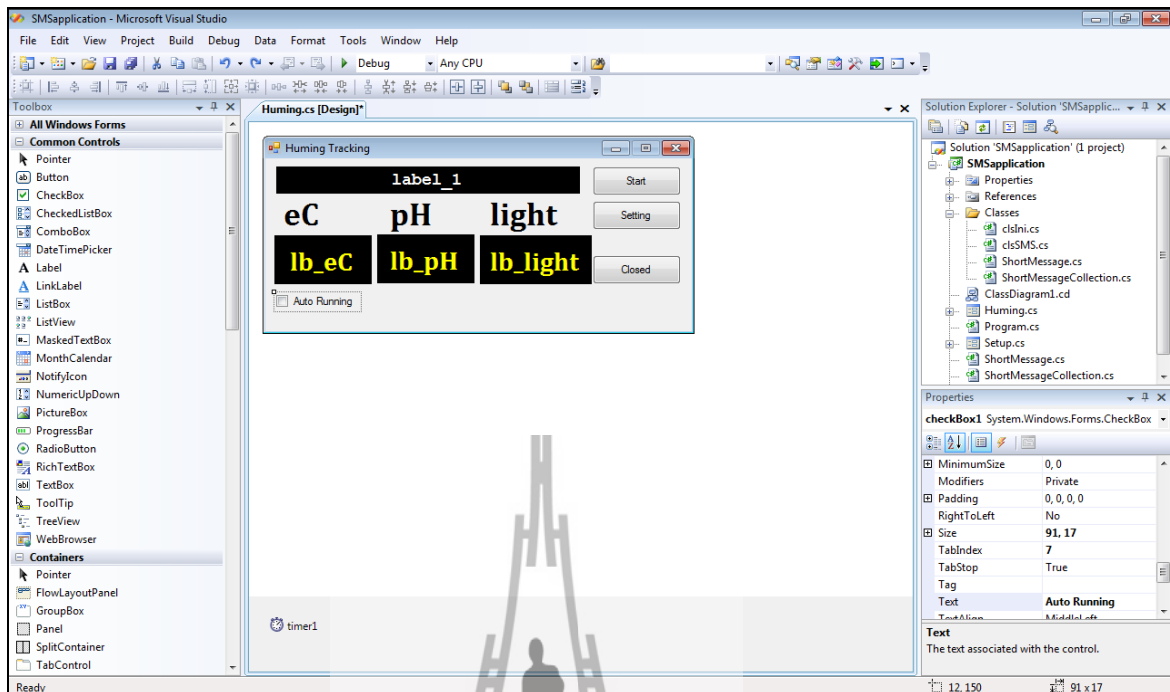 SMSapplication - Microsoft Visual Studio
File Edit View Project Build Debug Data Format Tools Window Help
Debug Any CPU
Toolbox
All Windows Forms
Common Controls
Pointer
Button
CheckBox
CheckedListBox
ComboBox
DateTimePicker
Label
LinkLabel
ListBox
ListView
MaskedTextBox
MonthCalendar
NotifyIcon
NumericUpDown
PictureBox
ProgressBar
RadioButton
RichTextBox
TextBox
ToolTip
TreeView
WebBrowser
Containers
Pointer
FlowLayoutPanel
GroupBox
Panel
SplitContainer
TabControl
Huming.cs [Design]*
Huming Tracking
label_1
Start
eC pH light
Setting
lb_eC lb_pH lb_light
Closed
Auto Running
timer1
Solution Explorer - Solution 'SMSapplic...
Solution 'SMSapplication' (1 project)
SMSapplication
Properties
References
Classes
clsIni.cs
clsSMS.cs
ShortMessage.cs
ShortMessageCollection.cs
ClassDiagram1.cd
Huming.cs
Program.cs
Setup.cs
ShortMessage.cs
ShortMessageCollection.cs
Properties
checkBox1 System.Windows.Forms.CheckBox
MinimumSize 0, 0
Modifiers Private
Padding 0, 0, 0, 0
RightToLeft No
Size 91, 17
TabIndex 7
TabStop True
Tag
Text Auto Running
TextAlign MiddleLeft
Text
The text associated with the control.
Ready 12, 150 91 x 17